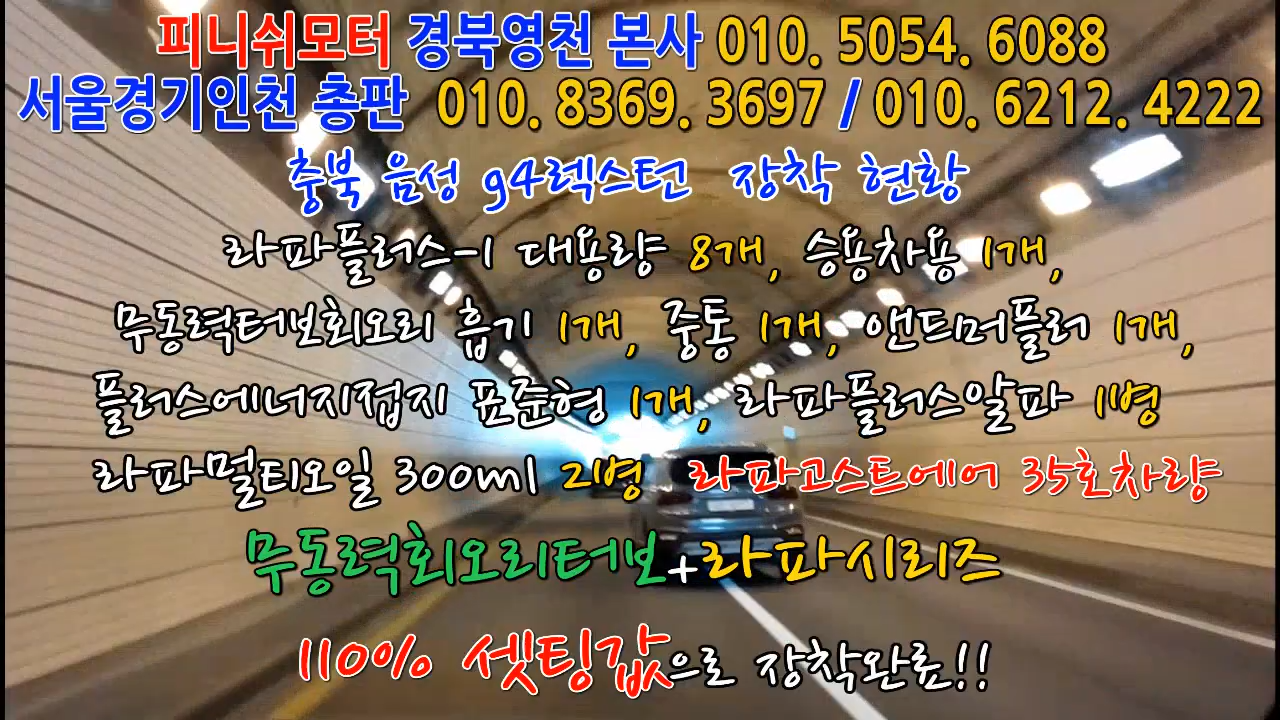 피니쉬모터 경북영천 본사 010. 5054. 6088
서울경기인천 총판 010. 8369. 3697 / 010. 6212. 4222
충북 음성 g4렉스턴 장착 현황
라파플러스-1 대용량 8개, 승용차용 1개,
무동력터보회오리 흡기 1개, 중통 1개, 앤드머플러 1개,
플러스에너지접지 표준형 1개, 라파플러스알파 1병
라파멀티오일 300ml 2병 라파고스트에어 35호차량
무동력회오리터보+라파시리즈
110% 셋팅값으로 장착완료!!